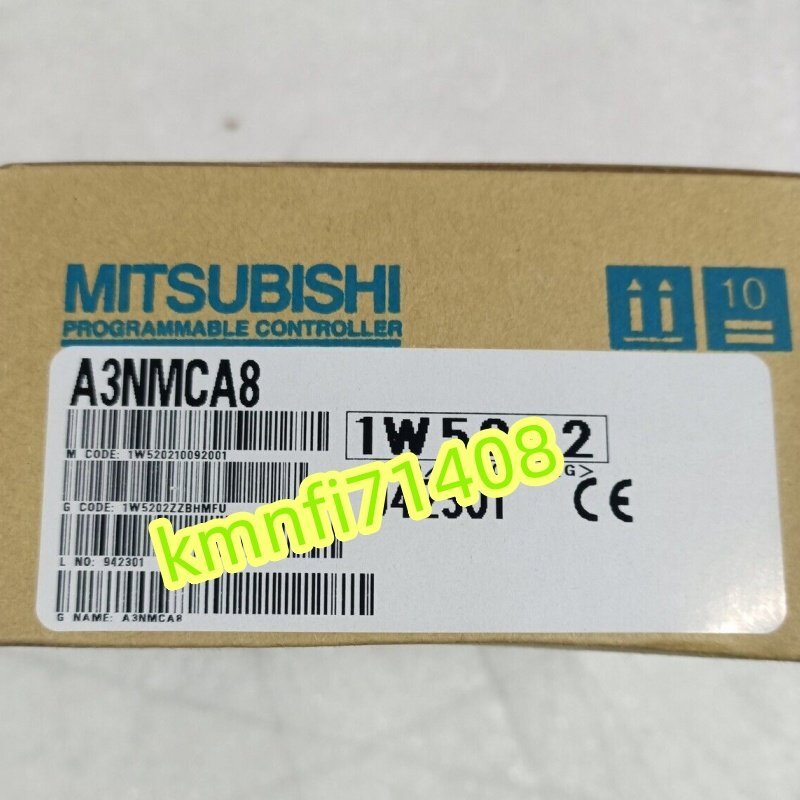 MITSUBISHI
PROGRAMMABLE CONTROLLER
10
A3NMCA8
M CODE: 1W520210092001
G CODE: 1W5202ZZBHMFU
L NO: 942301
G NAME: A3NMCA8
CE
kmnfi71408